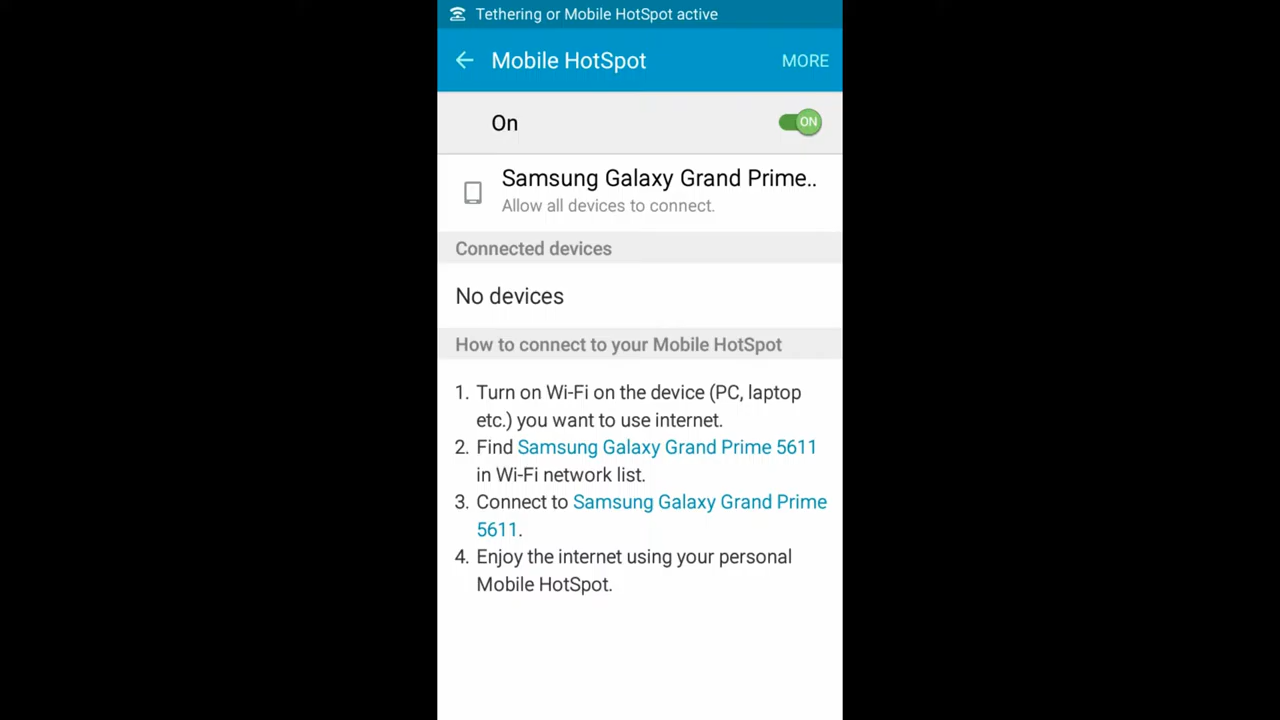 Tethering or Mobile HotSpot active
Mobile HotSpot
MORE
On
ON
Samsung Galaxy Grand Prime..
Allow all devices to connect.
Connected devices
No devices
How to connect to your Mobile HotSpot
1. Turn on Wi-Fi on the device (PC, laptop
etc.) you want to use internet.
2. Find Samsung Galaxy Grand Prime 5611
in Wi-Fi network list.
3. Connect to Samsung Galaxy Grand Prime
5611.
4. Enjoy the internet using your personal
Mobile HotSpot.